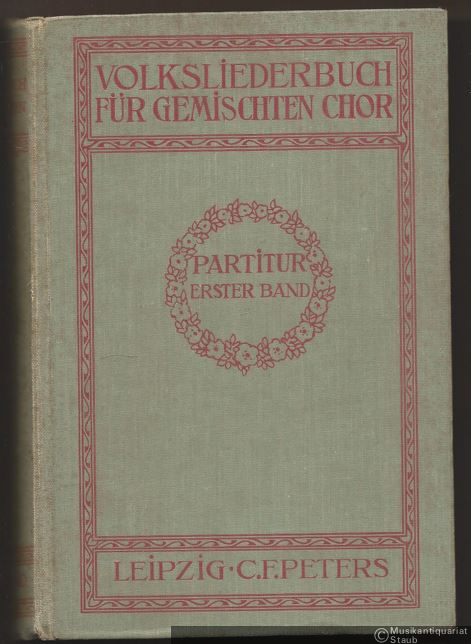 VOLKSLIEDERBUCH
FÜR GEMISCHTEN CHOR
PARTITUR
ERSTER BAND
LEIPZIG · C.F. PETERS
© Musikantiquariat
Staub